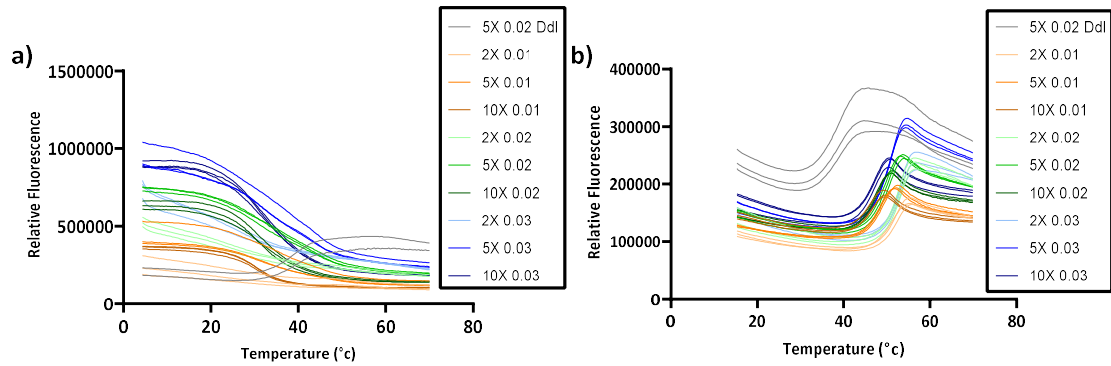 a)
Relative Fluorescence
1500000
1000000
500000
0
0
20
40
60
80
Temperature (°c)
5X 0.02 Ddl
2X 0.01
5X 0.01
10X 0.01
2X 0.02
5X 0.02
10X 0.02
2X 0.03
5X 0.03
10X 0.03
b)
Relative Fluorescence
400000
300000
200000
100000
0
0
20
40
60
80
Temperature (°c)
5X 0.02 Ddl
2X 0.01
5X 0.01
10X 0.01
2X 0.02
5X 0.02
10X 0.02
2X 0.03
5X 0.03
10X 0.03